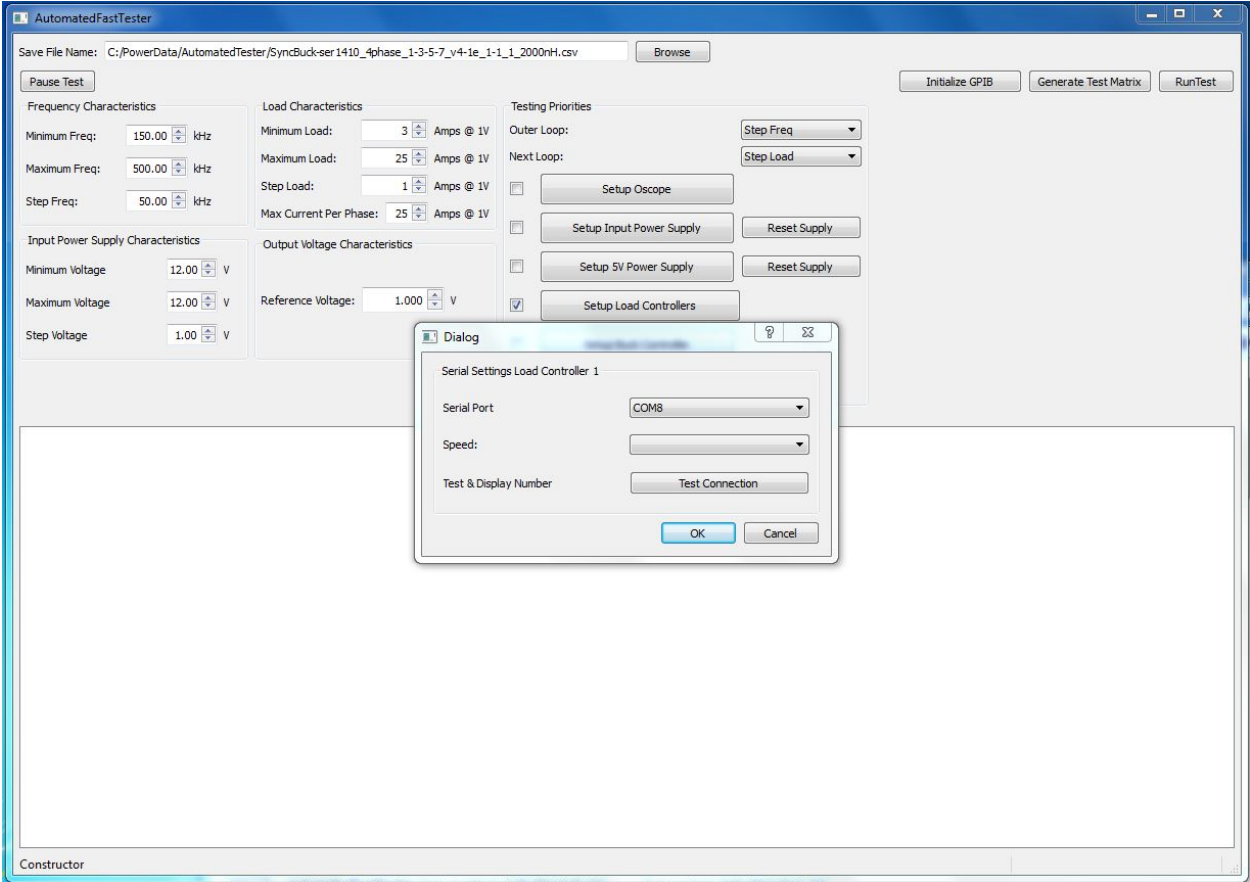 AutomatedFastTester
Save File Name: C:/PowerData/AutomatedTester/SyncBuck-ser1410_4phase_1-3-5-7_v4-1e_1-1_1_2000nH.csv Browse
Pause Test Initialize GPIB Generate Test Matrix RunTest
Frequency Characteristics
Minimum Freq: 150.00 kHz
Maximum Freq: 500.00 kHz
Step Freq: 50.00 kHz
Load Characteristics
Minimum Load: 3 Amps @ 1V
Maximum Load: 25 Amps @ 1V
Step Load: 1 Amps @ 1V
Max Current Per Phase: 25 Amps @ 1V
Testing Priorities
Outer Loop: Step Freq
Next Loop: Step Load
Setup Oscope
Setup Input Power Supply Reset Supply
Setup 5V Power Supply Reset Supply
Setup Load Controllers
Input Power Supply Characteristics
Minimum Voltage 12.00 V
Maximum Voltage 12.00 V
Step Voltage 1.00 V
Output Voltage Characteristics
Reference Voltage: 1.000 V
Dialog
Serial Settings Load Controller 1
Serial Port COM8
Speed:
Test & Display Number Test Connection
OK Cancel
Constructor